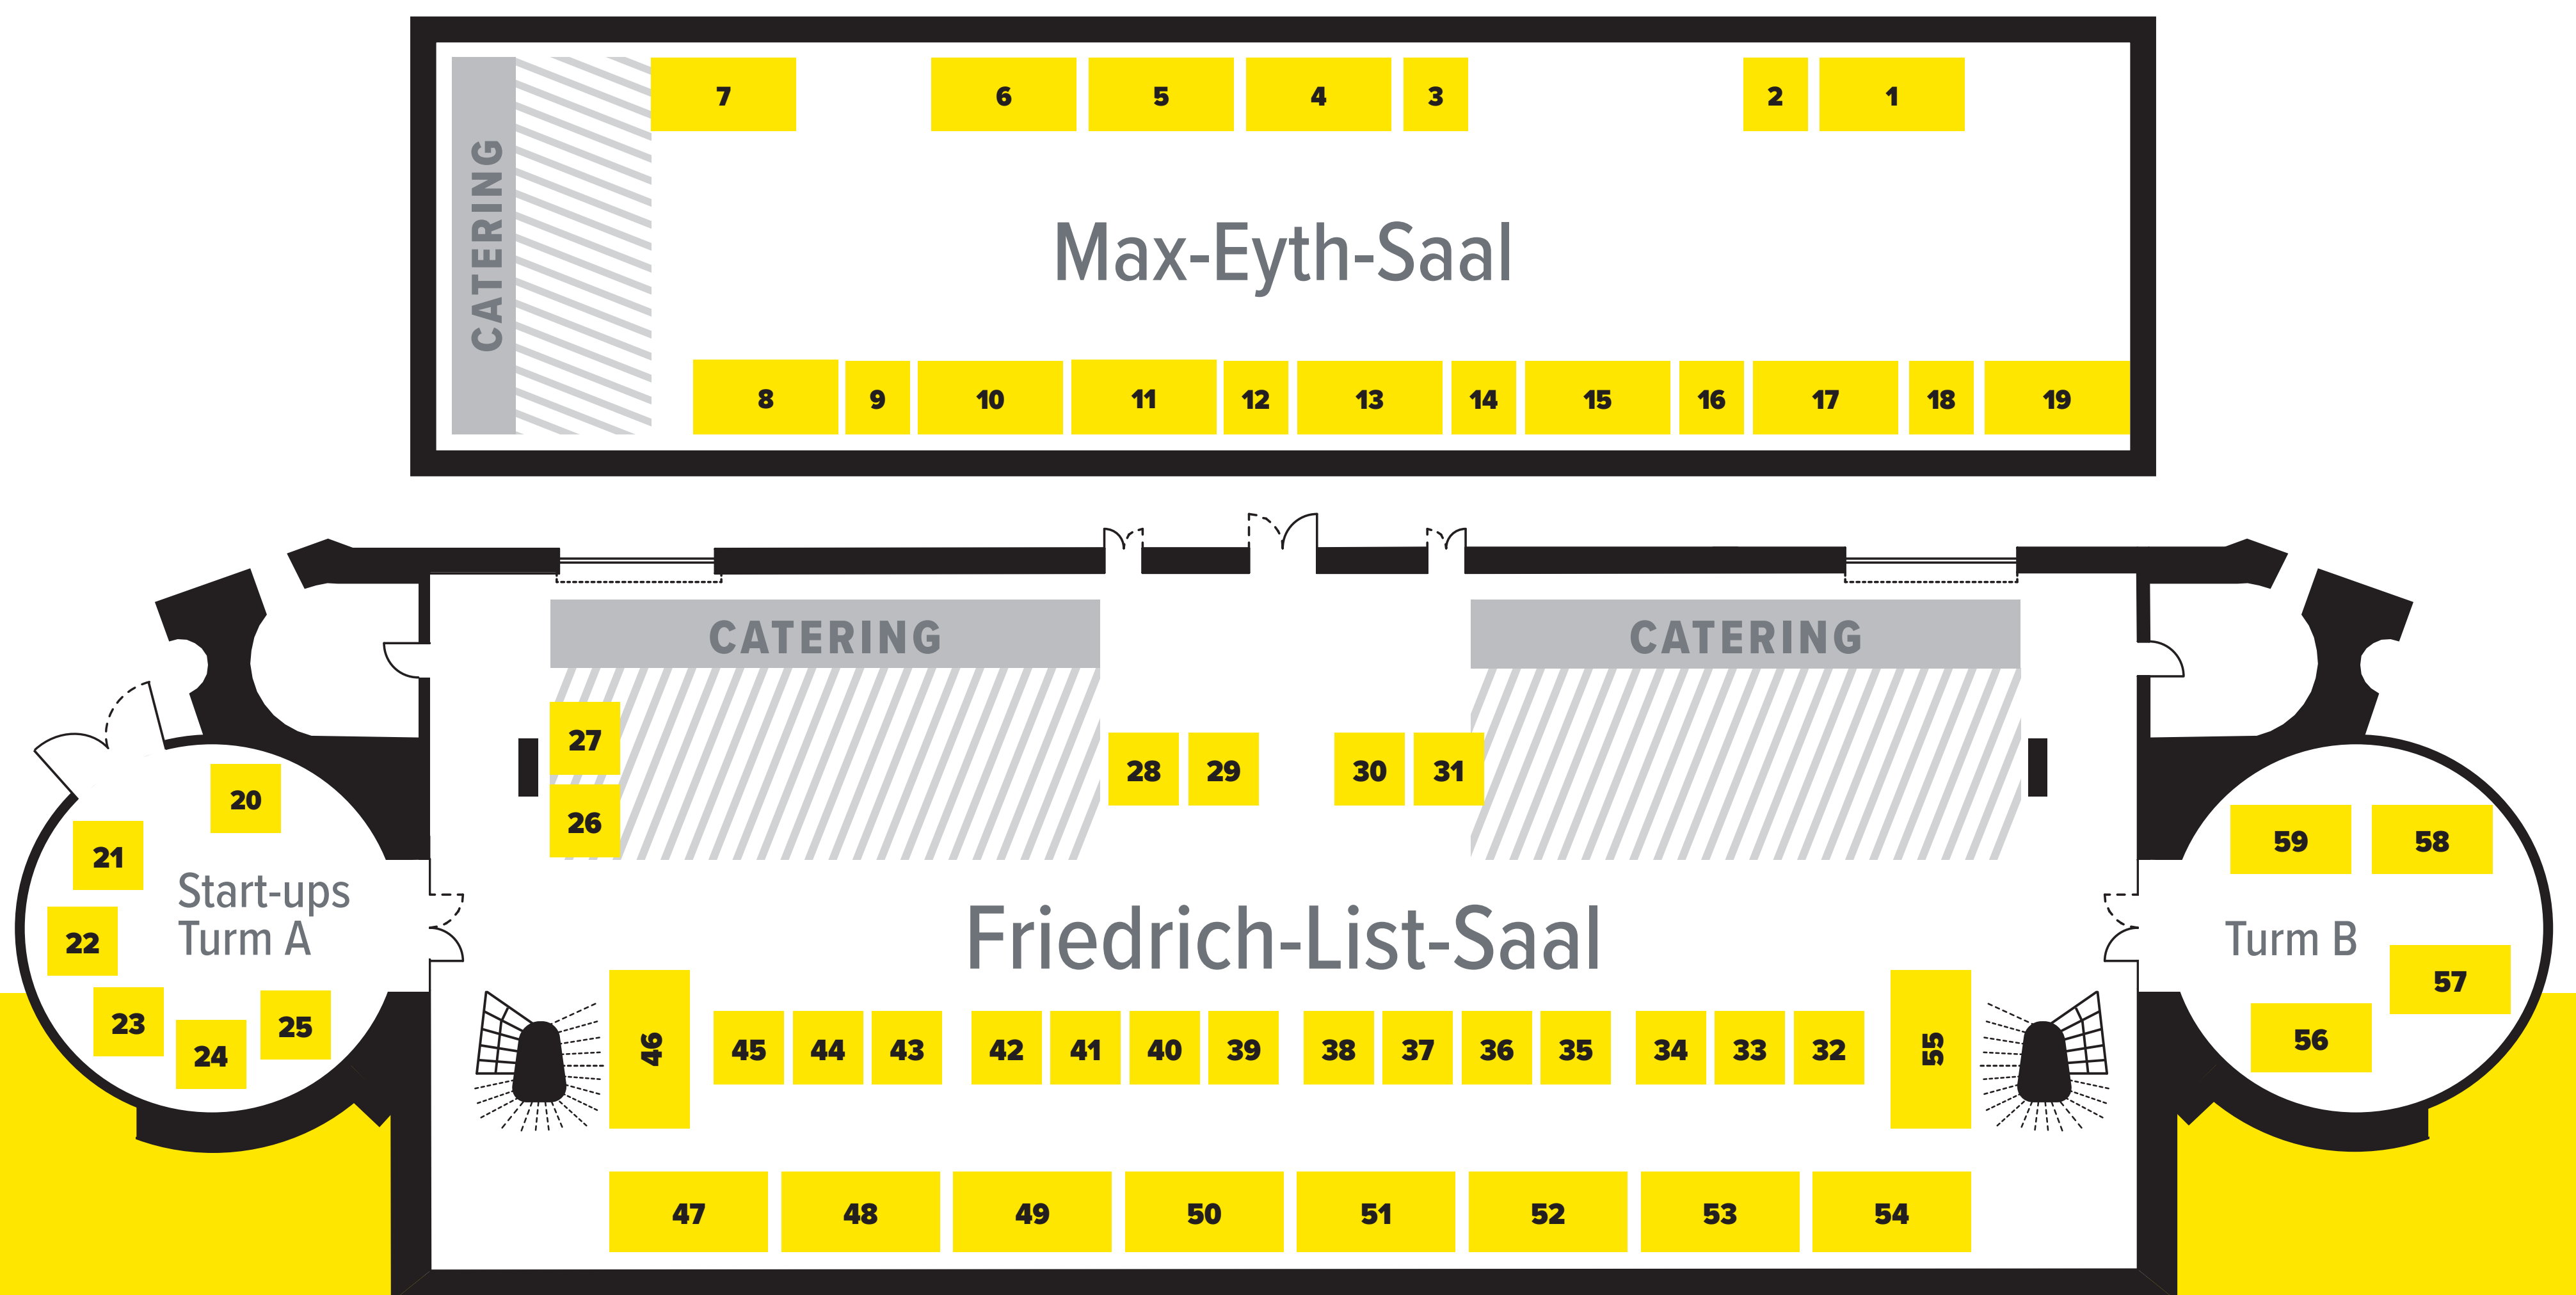 7 6 5 4 3 2 1
CATERING
Max-Eyth-Saal
8 9 10 11 12 13 14 15 16 17 18 19
CATERING CATERING
27 28 29 30 31
26
20
21
Start-ups
Turm A
22
23
24
25
Friedrich-List-Saal
59 58
Turm B
57
56
46 45 44 43 42 41 40 39 38 37 36 35 34 33 32 55
47 48 49 50 51 52 53 54